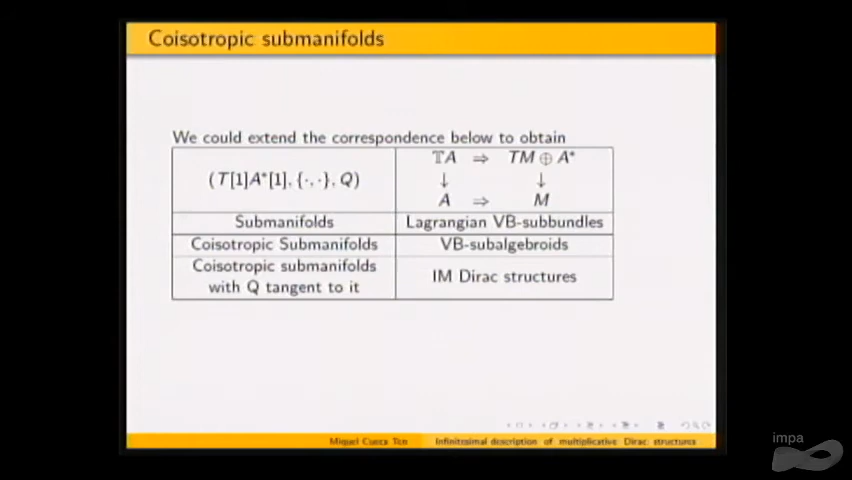 Coisotropic submanifolds
We could extend the correspondence below to obtain
(T[1]A*[1], {·,·}, Q)
𝕋A ⇒ TM ⊕ A*
↓ ↓
A ⇒ M
Submanifolds
Lagrangian VB-subbundles
Coisotropic Submanifolds
VB-subalgebroids
Coisotropic submanifolds
with Q tangent to it
IM Dirac structures
Miquel Cueca Ten
Infinitesimal description of multiplicative Dirac structures
impa